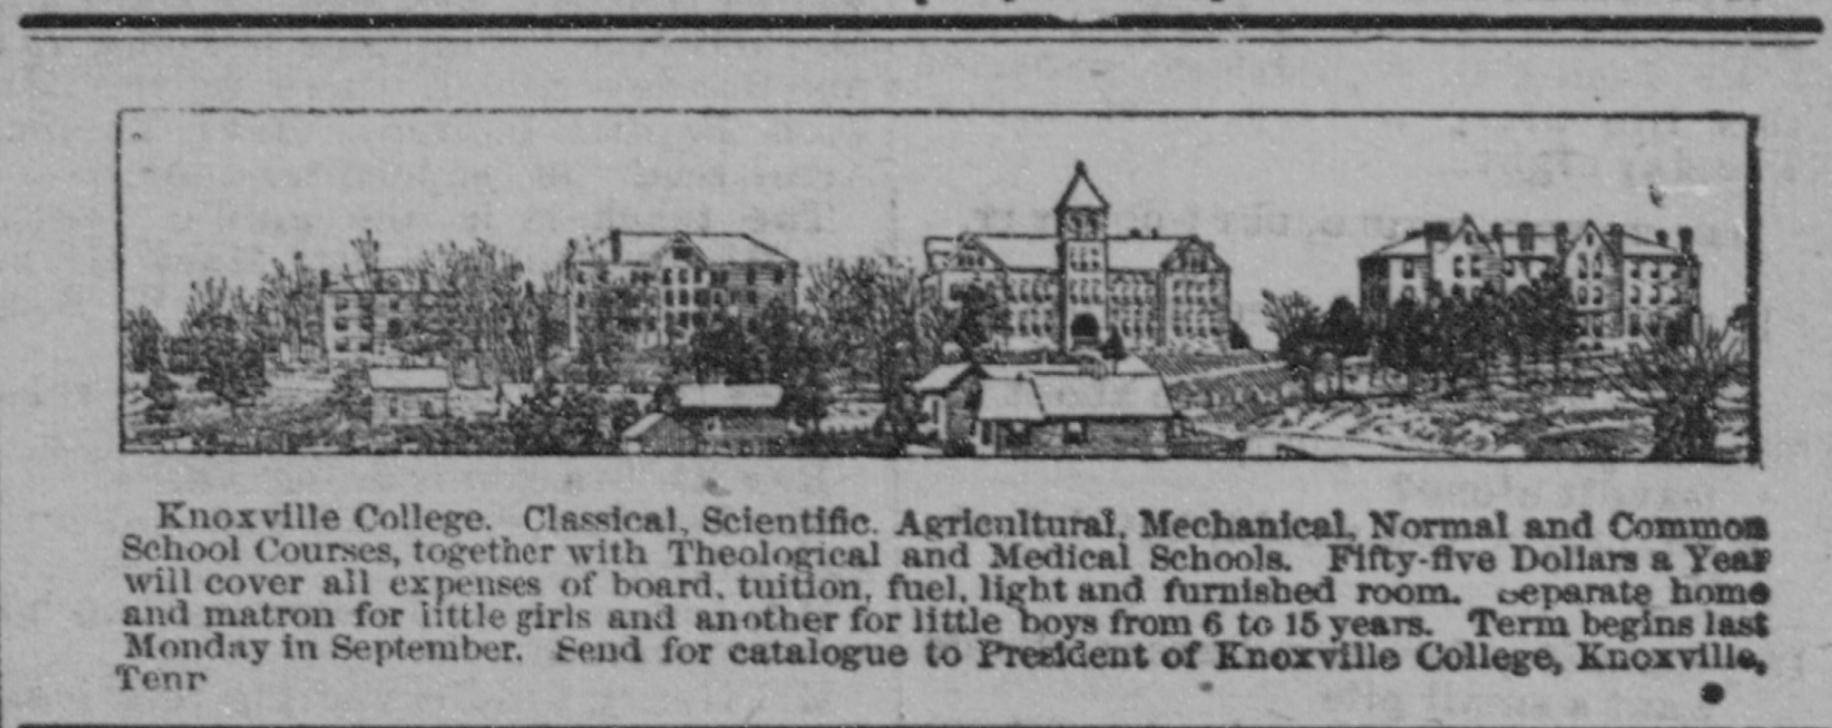 Knoxville College. Classical, Scientific. Agricultural, Mechanical, Normal and Common
School Courses, together with Theological and Medical Schools. Fifty-five Dollars a Year
will cover all expenses of board, tuition, fuel, light and furnished room. Separate home
and matron for little girls and another for little boys from 6 to 15 years. Term begins last
Monday in September. Send for catalogue to President of Knoxville College, Knoxville,
Tenr